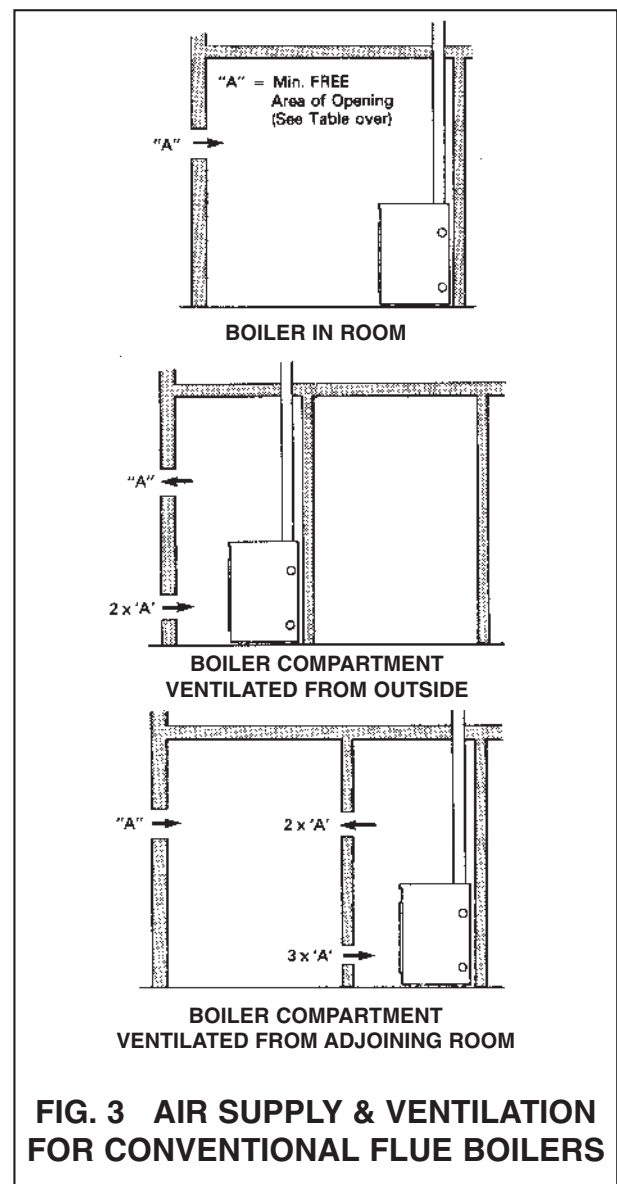 "A" = Min. FREE
Area of Opening
(See Table over)
"A"
BOILER IN ROOM
"A"
2 x 'A'
BOILER COMPARTMENT
VENTILATED FROM OUTSIDE
"A"
2 x 'A'
3 x 'A'
BOILER COMPARTMENT
VENTILATED FROM ADJOINING ROOM
FIG. 3 AIR SUPPLY & VENTILATION
FOR CONVENTIONAL FLUE BOILERS